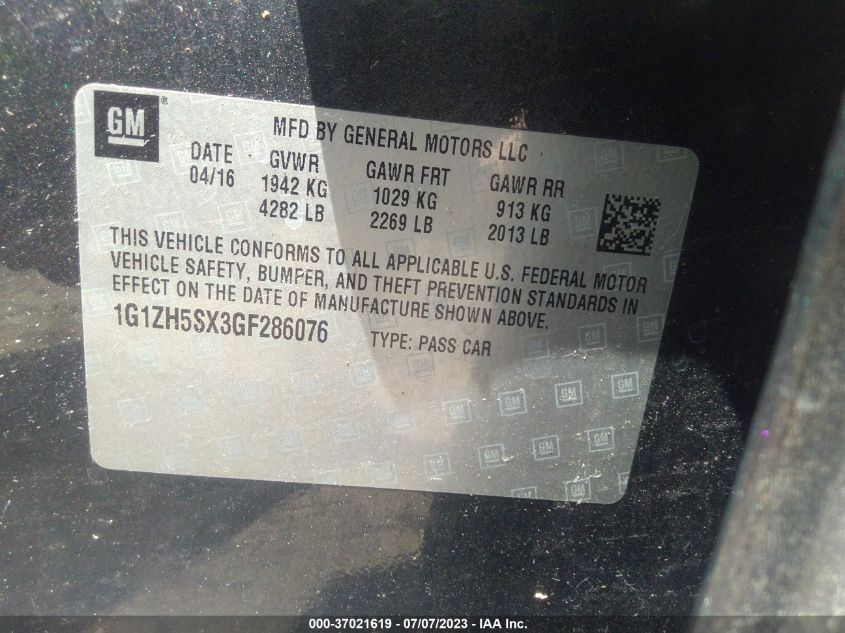 GM ®
MFD BY GENERAL MOTORS LLC
DATE GVWR GAWR FRT GAWR RR
04/16 1942 KG 1029 KG 913 KG
4282 LB 2269 LB 2013 LB
THIS VEHICLE CONFORMS TO ALL APPLICABLE U.S. FEDERAL MOTOR
VEHICLE SAFETY, BUMPER, AND THEFT PREVENTION STANDARDS IN
EFFECT ON THE DATE OF MANUFACTURE SHOWN ABOVE.
1G1ZH5SX3GF286076 TYPE: PASS CAR
000-37021619 - 07/07/2023 - IAA Inc.